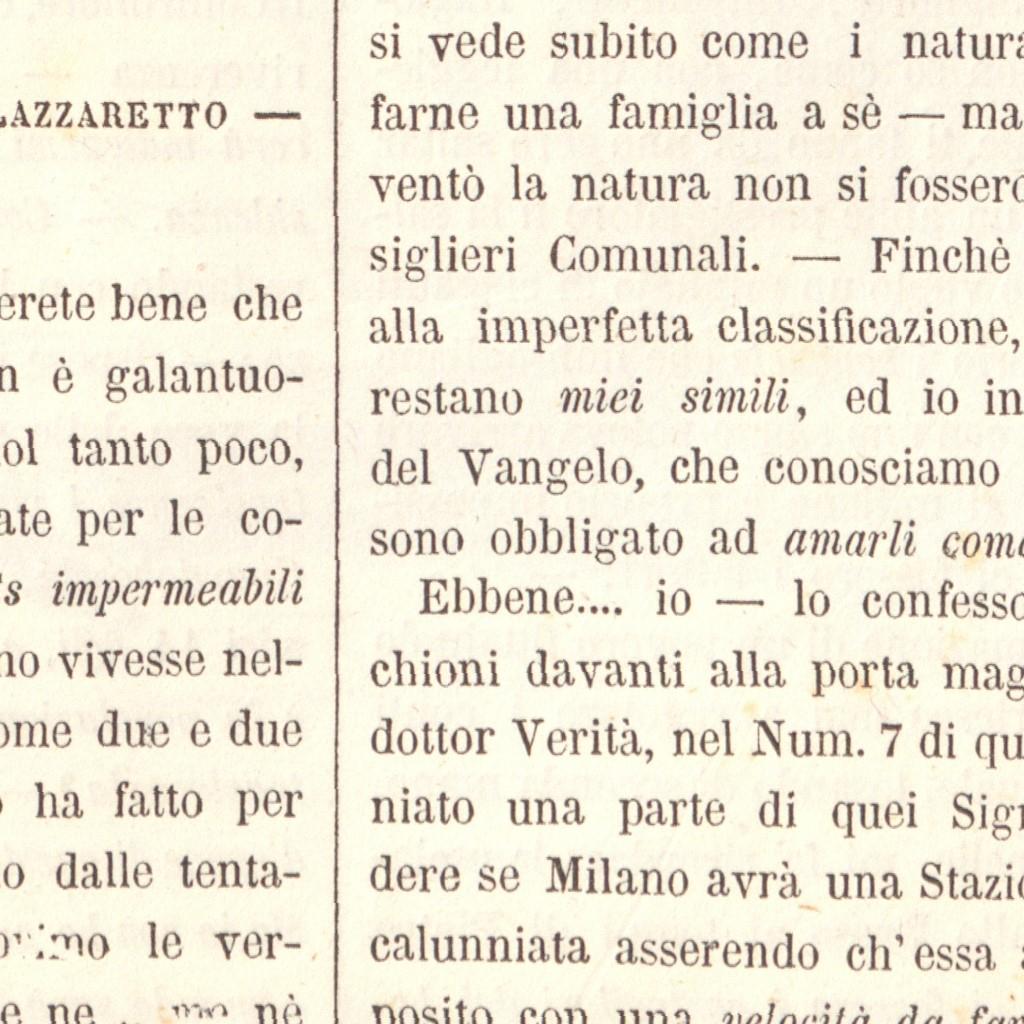 LAZZARETTO —
erete bene che
n è galantuo-
ol tanto poco,
ate per le co-
's impermeabili
no vivesse nel-
ome due e due
ha fatto per
o dalle tenta-
le ver-
e ne nè
si vede subito come i natura
farne una famiglia a sè — ma
ventò la natura non si fossero
siglieri Comunali. — Finchè
alla imperfetta classificazione,
restano miei simili, ed io in
del Vangelo, che conosciamo
sono obbligato ad amarli come
Ebbene.... io — lo confesso
chioni davanti alla porta mag
dottor Verità, nel Num. 7 di qu
niato una parte di quei Sign
dere se Milano avrà una Stazio
calunniata asserendo ch' essa a
posito con una velocità da fan